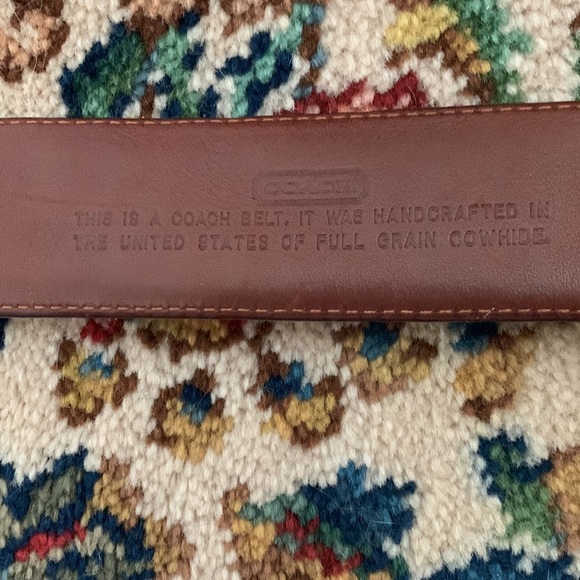 COACH
THIS IS A COACH BELT. IT WAS HANDCRAFTED IN
THE UNITED STATES OF FULL GRAIN COWHIDE.